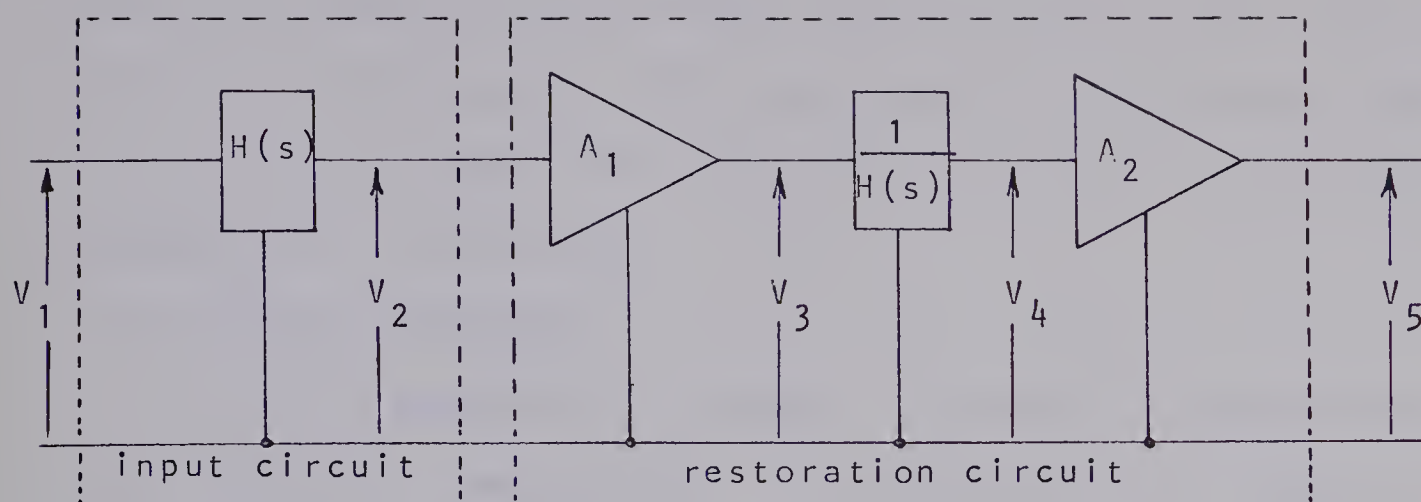 H(s)
A1
1
H(s)
A2
V1
V2
V3
V4
V5
input circuit
restoration circuit